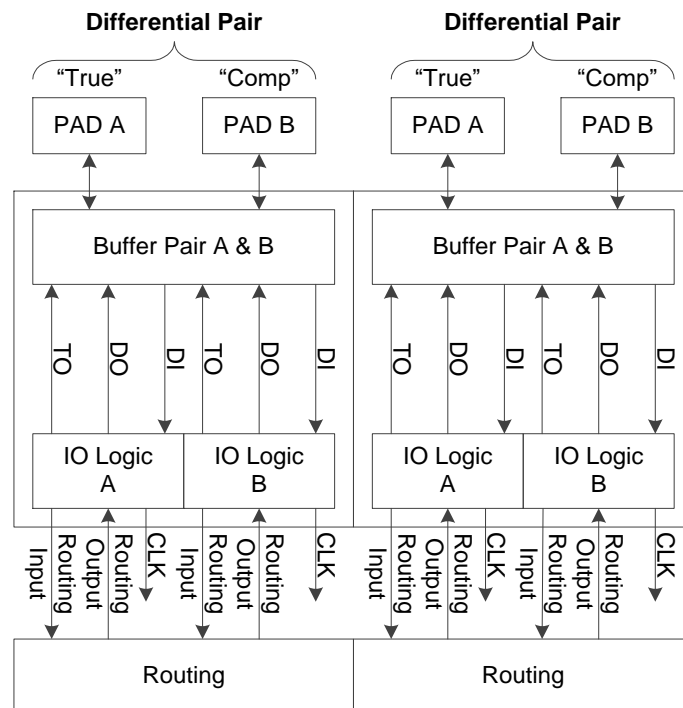 Differential Pair
Differential Pair
“True”
“Comp”
“True”
“Comp”
PAD A
PAD B
PAD A
PAD B
Buffer Pair A & B
Buffer Pair A & B
TO
DO
DI
TO
DO
DI
TO
DO
DI
TO
DO
DI
IO Logic
A
IO Logic
B
IO Logic
A
IO Logic
B
Routing
Input
Routing
Output
CLK
Routing
Input
Routing
Output
CLK
Routing
Input
Routing
Output
CLK
Routing
Input
Routing
Output
CLK
Routing
Routing